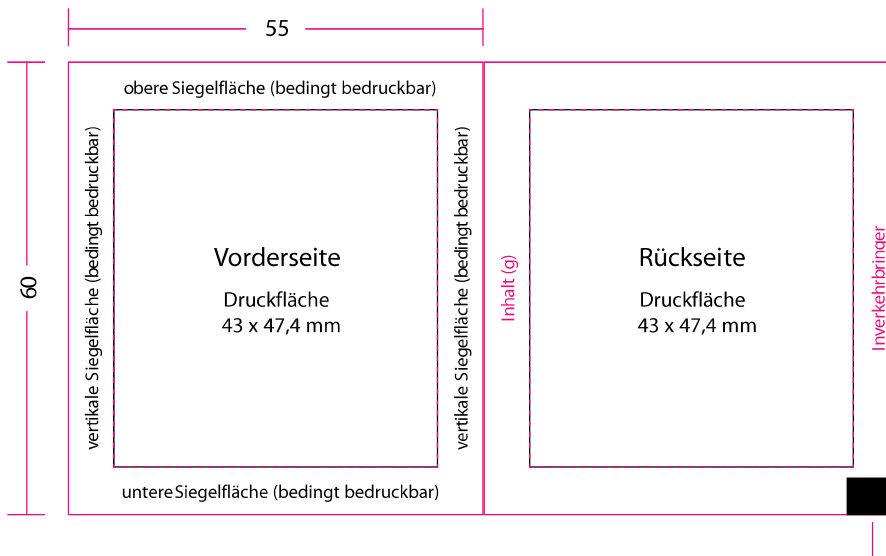 55
obere Siegelfläche (bedingt bedruckbar)
60
vertikale Siegelfläche (bedingt bedruckbar)
Vorderseite
Druckfläche
43 x 47,4 mm
vertikale Siegelfläche (bedingt bedruckbar)
untere Siegelfläche (bedingt bedruckbar)
Inhalt (g)
Rückseite
Druckfläche
43 x 47,4 mm
Inverkehrbringer